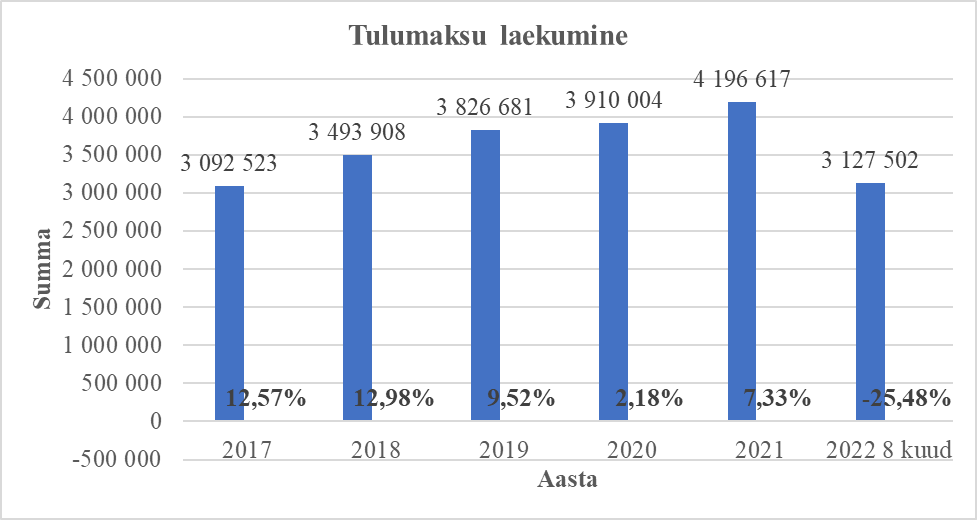 Tulumaksu laekumine
4 500 000
4 000 000
3 500 000
3 000 000
2 500 000
2 000 000
1 500 000
1 000 000
500 000
0
-500 000
Summa
3 092 523
3 493 908
3 826 681
3 910 004
4 196 617
3 127 502
12,57%
12,98%
9,52%
2,18%
7,33%
-25,48%
2017
2018
2019
2020
2021
2022 8 kuud
Aasta